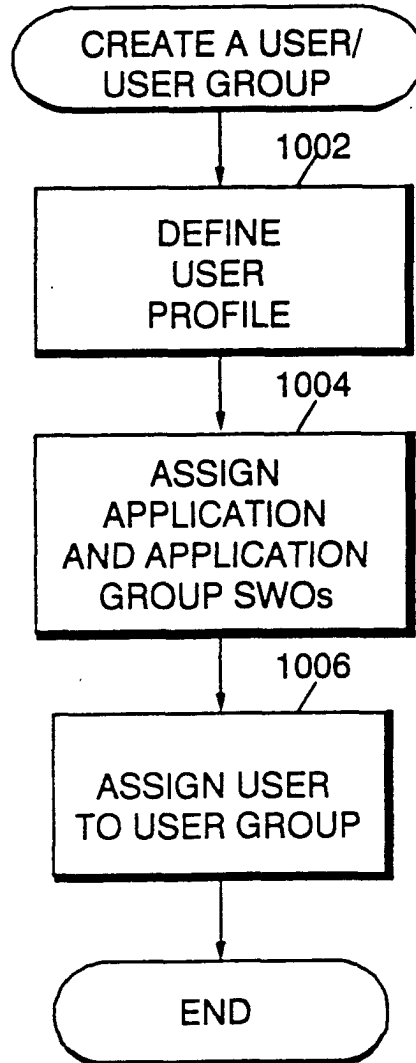 CREATE A USER/
USER GROUP
1002
DEFINE
USER
PROFILE
1004
ASSIGN
APPLICATION
AND APPLICATION
GROUP SWOs
1006
ASSIGN USER
TO USER GROUP
END